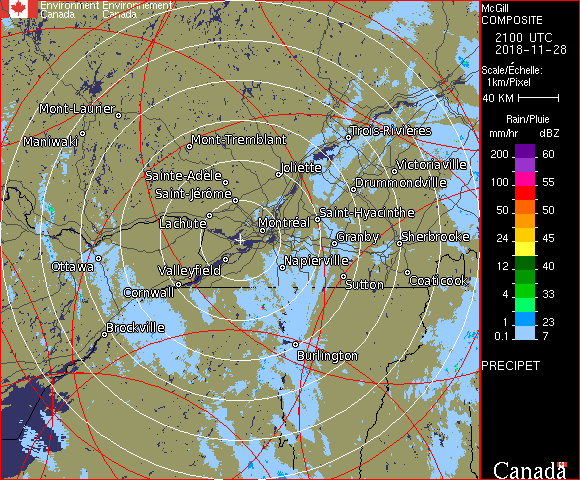 Environment Environnement
Canada Canada
McGill
COMPOSITE
2100 UTC
2018-11-28
Scale/Échelle:
1km/Pixel
40 KM
Rain/Pluie
mm/hr dBZ
200 60
100 55
50 50
24 45
12 40
4 33
1 23
0.1 7
PRECIPET
Canada
Mont-Laurier
Maniwaki
Mont-Tremblant
Trois-Rivières
Joliette
Victoriaville
Sainte-Adèle
Drummondville
Saint-Jérôme
Saint-Hyacinthe
Lachute
Montréal
Granby
Sherbrooke
Ottawa
Valleyfield
Napierville
Cornwall
Sutton
Coaticook
Brockville
Burlington